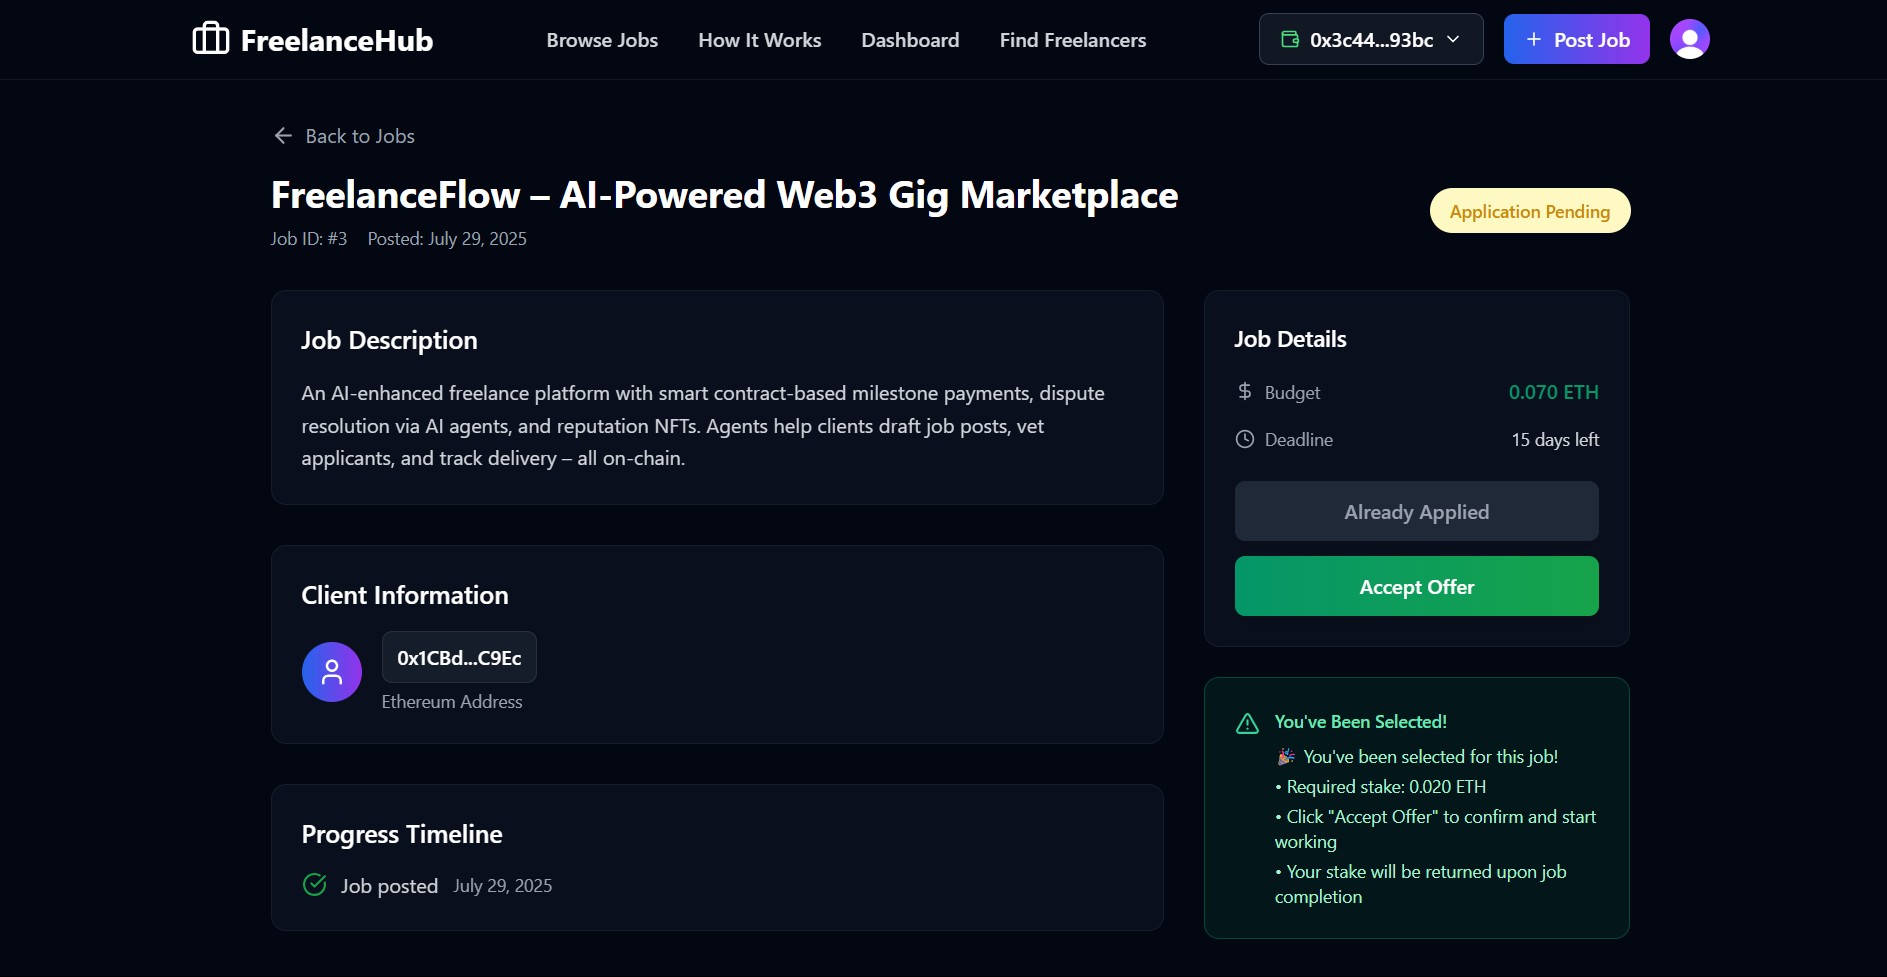 FreelanceHub
Browse Jobs
How It Works
Dashboard
Find Freelancers
0x3c44...93bc
+ Post Job
← Back to Jobs
FreelanceFlow – AI-Powered Web3 Gig Marketplace
Job ID: #3 Posted: July 29, 2025
Application Pending
Job Description
An AI-enhanced freelance platform with smart contract-based milestone payments, dispute
resolution via AI agents, and reputation NFTs. Agents help clients draft job posts, vet
applicants, and track delivery – all on-chain.
Client Information
0x1CBd...C9Ec
Ethereum Address
Progress Timeline
Job posted July 29, 2025
Job Details
$ Budget 0.070 ETH
Deadline 15 days left
Already Applied
Accept Offer
You've Been Selected!
🎉 You've been selected for this job!
• Required stake: 0.020 ETH
• Click "Accept Offer" to confirm and start
working
• Your stake will be returned upon job
completion